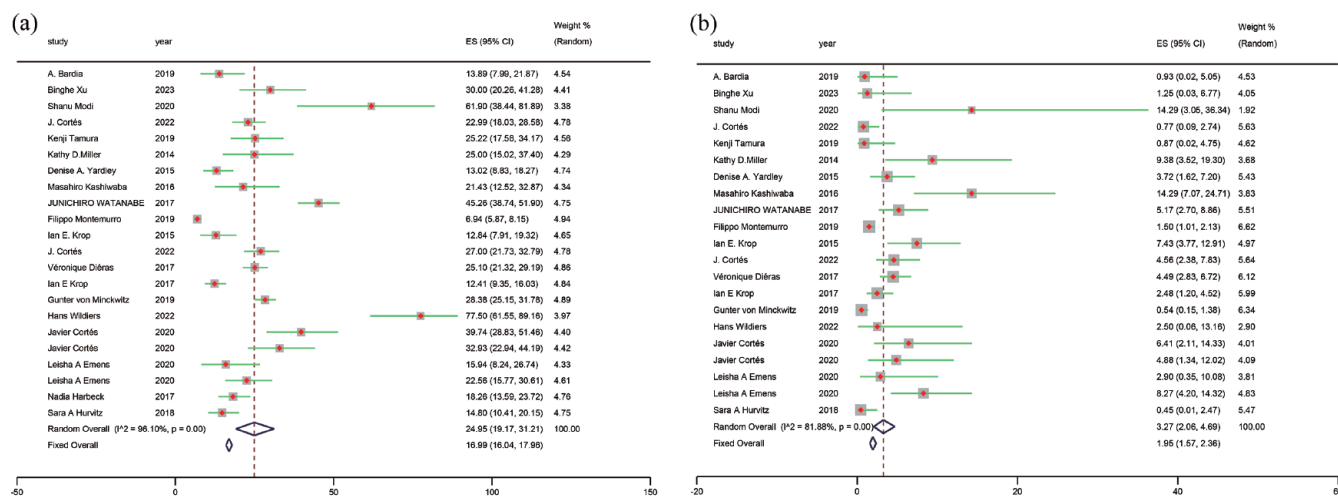 (a)
Weight %
study year ES (95% CI) (Random)
A. Bardia 2019 13.89 (7.99, 21.87) 4.54
Binghe Xu 2023 30.00 (20.26, 41.28) 4.41
Shanu Modi 2020 61.90 (38.44, 81.89) 3.38
J. Cortés 2022 22.99 (18.03, 28.58) 4.78
Kenji Tamura 2019 25.22 (17.58, 34.17) 4.58
Kathy D.Miller 2014 25.00 (15.02, 37.40) 4.29
Denise A. Yardley 2015 13.02 (8.83, 18.27) 4.73
Masahiro Kashiwaba 2016 21.43 (12.52, 32.87) 4.34
JUNICHIRO WATANABE 2017 45.26 (38.74, 51.90) 4.75
Filippo Montemurro 2019 6.94 (5.87, 8.15) 4.94
Ian E. Krop 2015 12.84 (7.91, 19.32) 4.65
J. Cortés 2022 27.00 (21.73, 32.79) 4.78
Véronique Diéras 2017 25.10 (21.32, 29.19) 4.86
Ian E Krop 2017 12.41 (9.35, 16.03) 4.84
Gunter von Minckwitz 2019 28.38 (25.15, 31.78) 4.89
Hans Wildiers 2022 77.50 (61.55, 89.16) 3.97
Javier Cortés 2020 39.74 (28.83, 51.46) 4.40
Javier Cortés 2020 32.93 (22.94, 44.19) 4.42
Leisha A Emens 2020 15.94 (8.24, 26.74) 4.33
Leisha A Emens 2020 22.56 (15.77, 30.61) 4.61
Nadia Harbeck 2017 18.26 (13.59, 23.72) 4.76
Sara A Hurvitz 2018 14.80 (10.41, 20.15) 4.75
Random Overall (I^2 = 96.10%, p = 0.00) 24.95 (19.17, 31.21) 100.00
Fixed Overall 16.99 (16.04, 17.96)
-50 0 50 100 150
(b)
Weight %
study year ES (95% CI) (Random)
A. Bardia 2019 0.93 (0.02, 5.05) 4.53
Binghe Xu 2023 1.25 (0.03, 6.77) 4.05
Shanu Modi 2020 14.29 (3.05, 36.34) 1.92
J. Cortés 2022 0.77 (0.09, 2.74) 5.63
Kenji Tamura 2019 0.87 (0.02, 4.75) 4.62
Kathy D.Miller 2014 9.38 (3.52, 19.30) 3.68
Denise A. Yardley 2015 3.72 (1.62, 7.20) 5.43
Masahiro Kashiwaba 2016 14.29 (7.07, 24.71) 3.83
JUNICHIRO WATANABE 2017 5.17 (2.70, 8.86) 5.51
Filippo Montemurro 2019 1.50 (1.01, 2.13) 6.62
Ian E. Krop 2015 7.43 (3.77, 12.91) 4.97
J. Cortés 2022 4.56 (2.38, 7.83) 5.64
Véronique Diéras 2017 4.49 (2.83, 6.72) 6.12
Ian E Krop 2017 2.48 (1.20, 4.52) 5.99
Gunter von Minckwitz 2019 0.54 (0.15, 1.38) 6.34
Hans Wildiers 2022 2.50 (0.06, 13.16) 2.90
Javier Cortés 2020 6.41 (2.11, 14.33) 4.01
Javier Cortés 2020 4.88 (1.34, 12.02) 4.09
Leisha A Emens 2020 2.90 (0.35, 10.08) 3.81
Leisha A Emens 2020 8.27 (4.20, 14.32) 4.83
Sara A Hurvitz 2018 0.45 (0.01, 2.47) 5.47
Random Overall (I^2 = 81.88%, p = 0.00) 3.27 (2.06, 4.69) 100.00
Fixed Overall 1.95 (1.57, 2.36)
-20 0 20 40